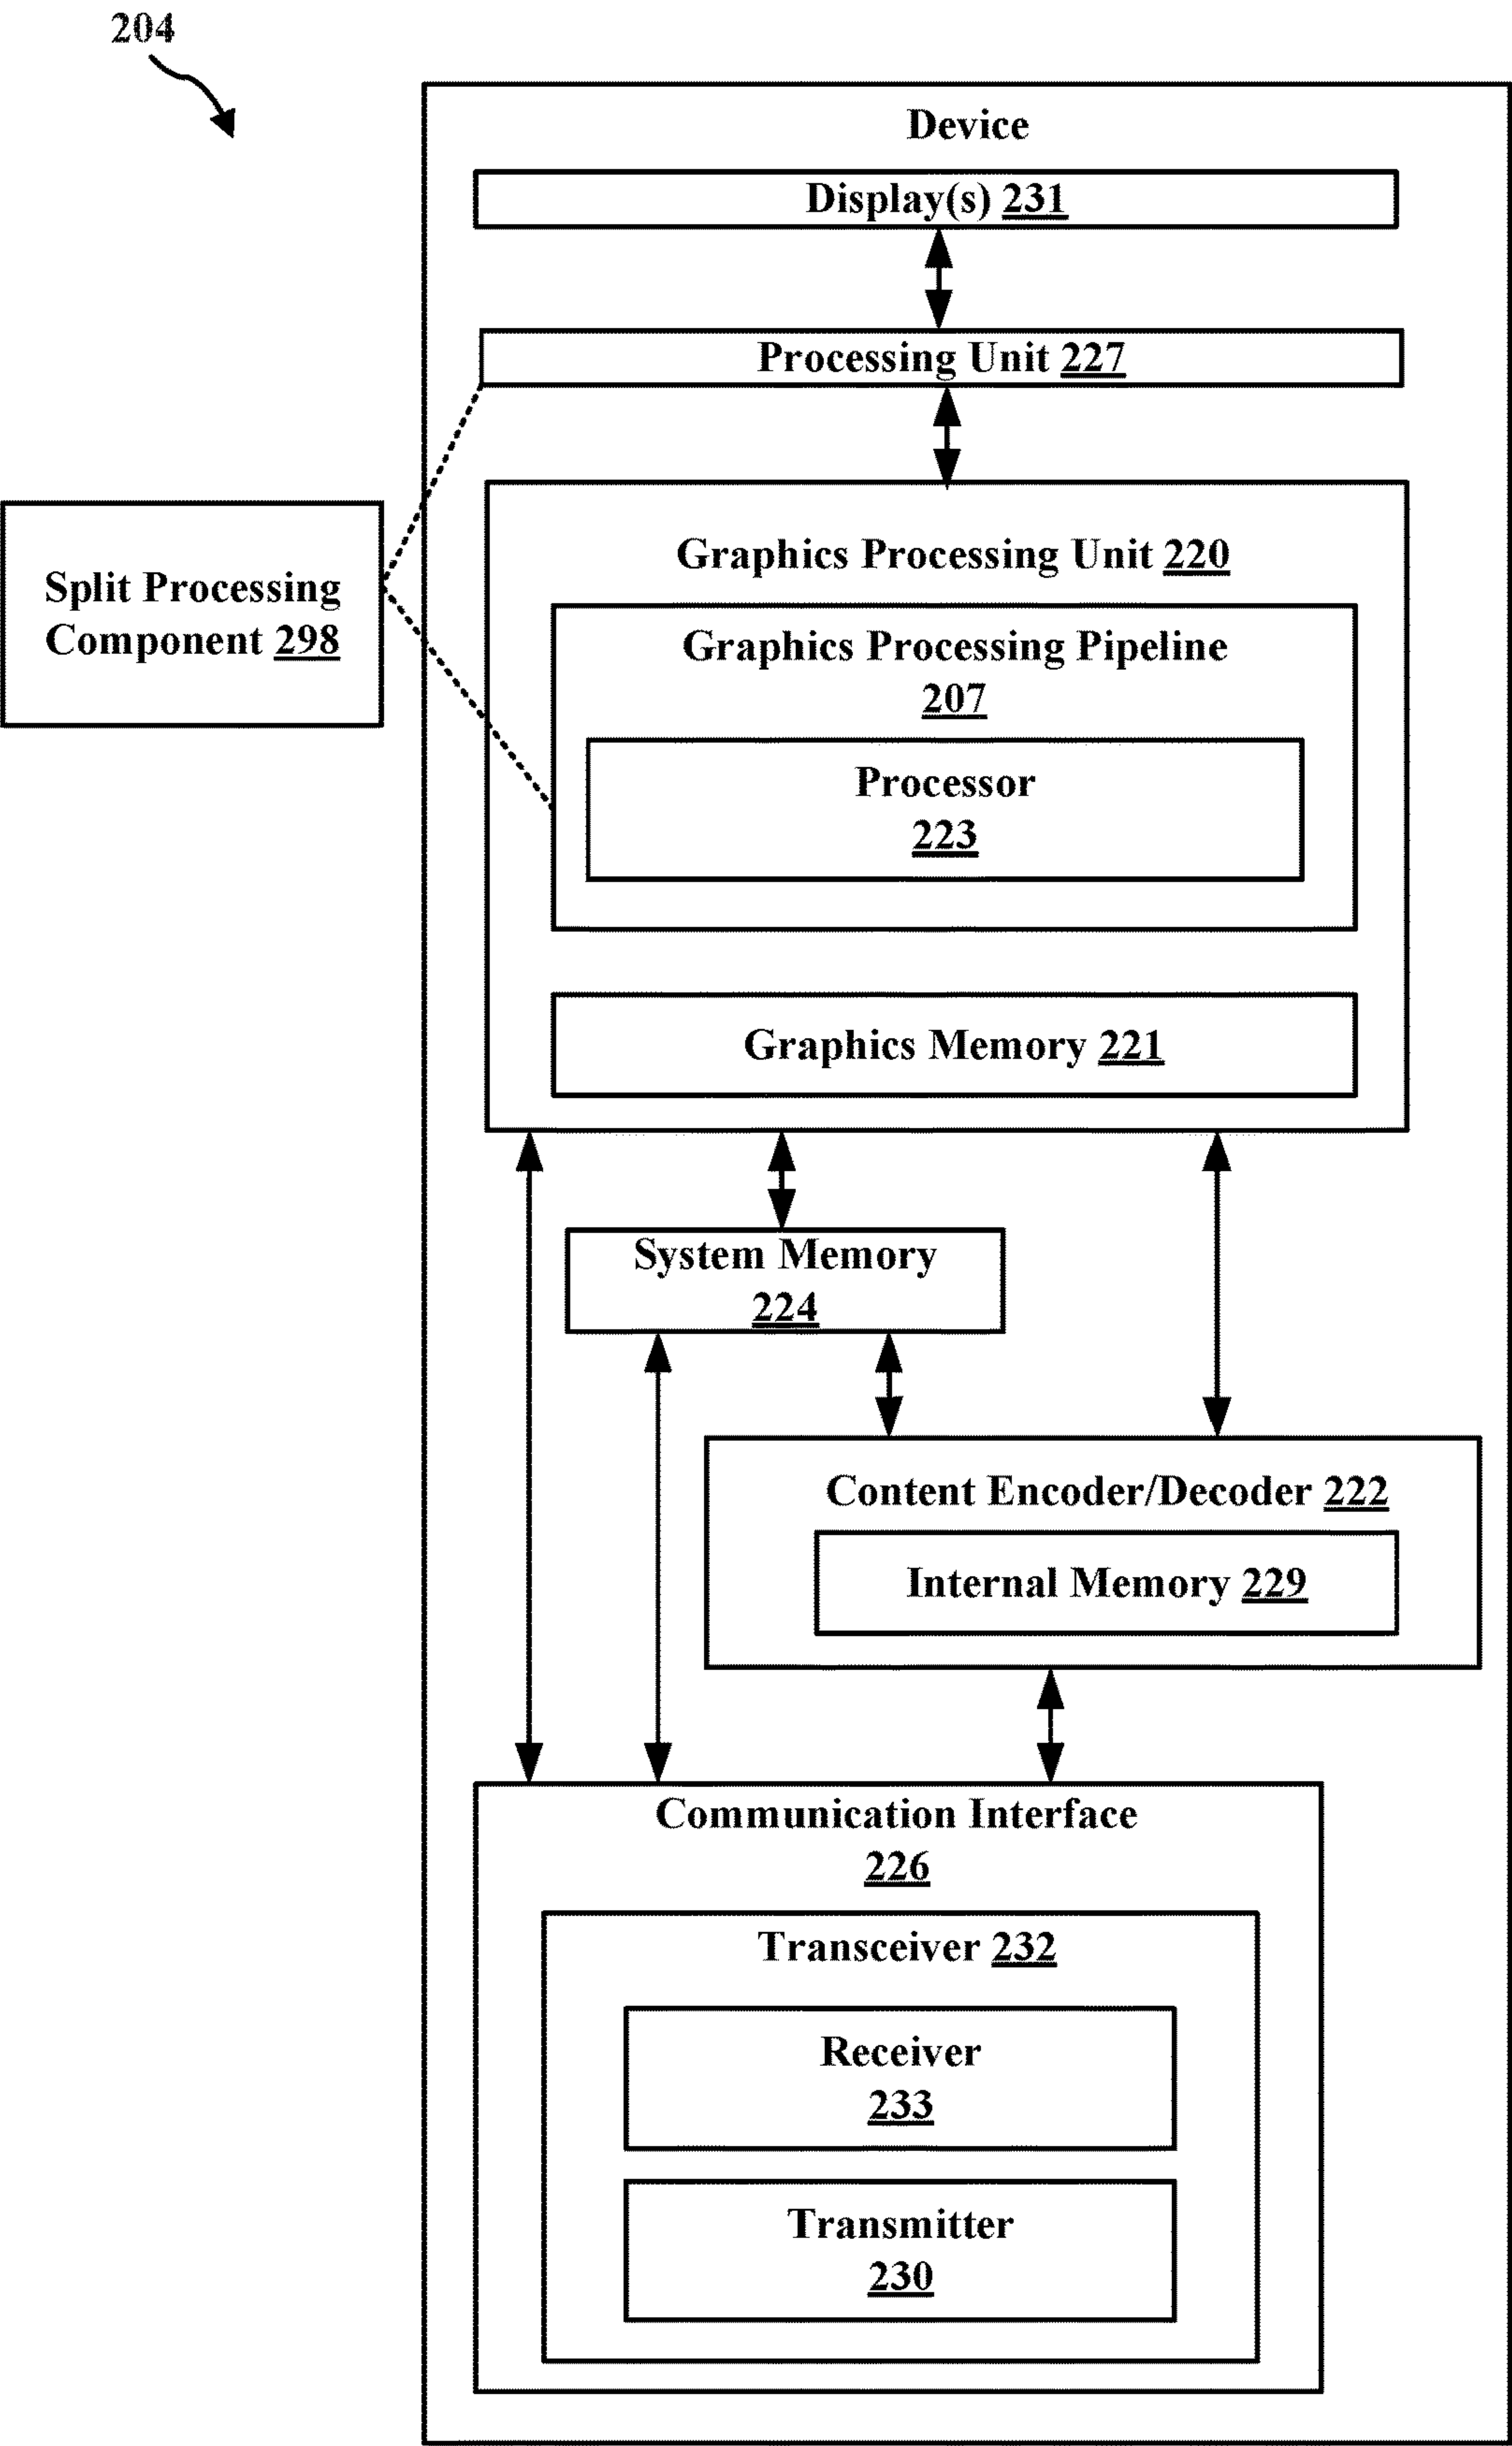 204
Device
Display(s) 231
Processing Unit 227
Split Processing
Component 298
Graphics Processing Unit 220
Graphics Processing Pipeline
207
Processor
223
Graphics Memory 221
System Memory
224
Content Encoder/Decoder 222
Internal Memory 229
Communication Interface
226
Transceiver 232
Receiver
233
Transmitter
230